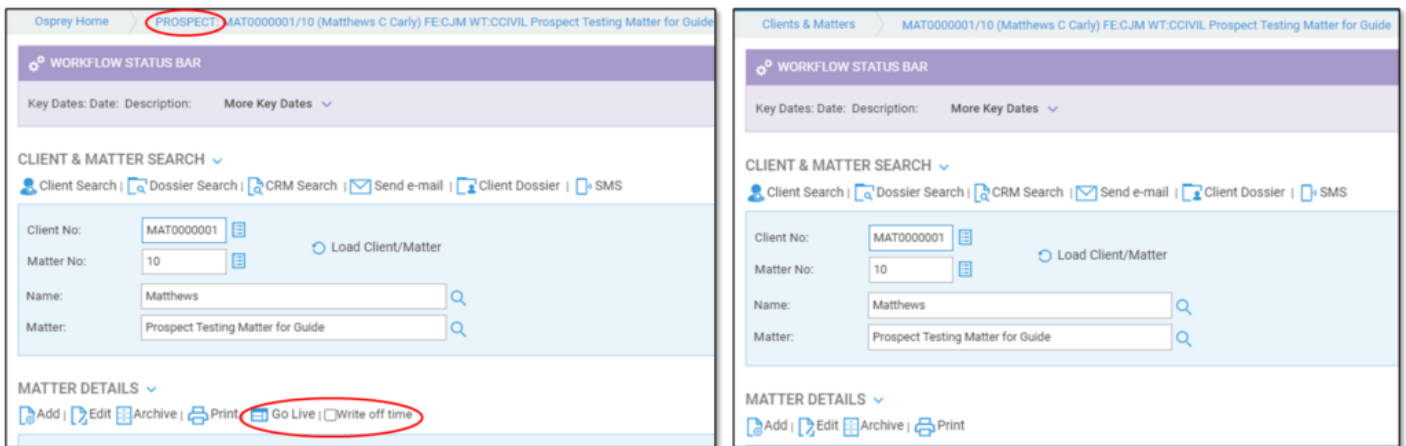 Osprey Home PROSPECT: MAT0000001/10 (Matthews C Carly) FE:CJM WT:CCIVIL Prospect Testing Matter for Guide
WORKFLOW STATUS BAR
Key Dates: Date: Description: More Key Dates
CLIENT & MATTER SEARCH
Client Search | Dossier Search | CRM Search | Send e-mail | Client Dossier | SMS
Client No: MAT0000001
Load Client/Matter
Matter No: 10
Name: Matthews
Matter: Prospect Testing Matter for Guide
MATTER DETAILS
Add | Edit Archive | Print Go Live | Write off time
Clients & Matters MAT0000001/10 (Matthews C Carly) FE:CJM WT:CCIVIL Prospect Testing Matter for Guide
WORKFLOW STATUS BAR
Key Dates: Date: Description: More Key Dates
CLIENT & MATTER SEARCH
Client Search | Dossier Search | CRM Search | Send e-mail | Client Dossier | SMS
Client No: MAT0000001
Load Client/Matter
Matter No: 10
Name: Matthews
Matter: Prospect Testing Matter for Guide
MATTER DETAILS
Add | Edit Archive | Print